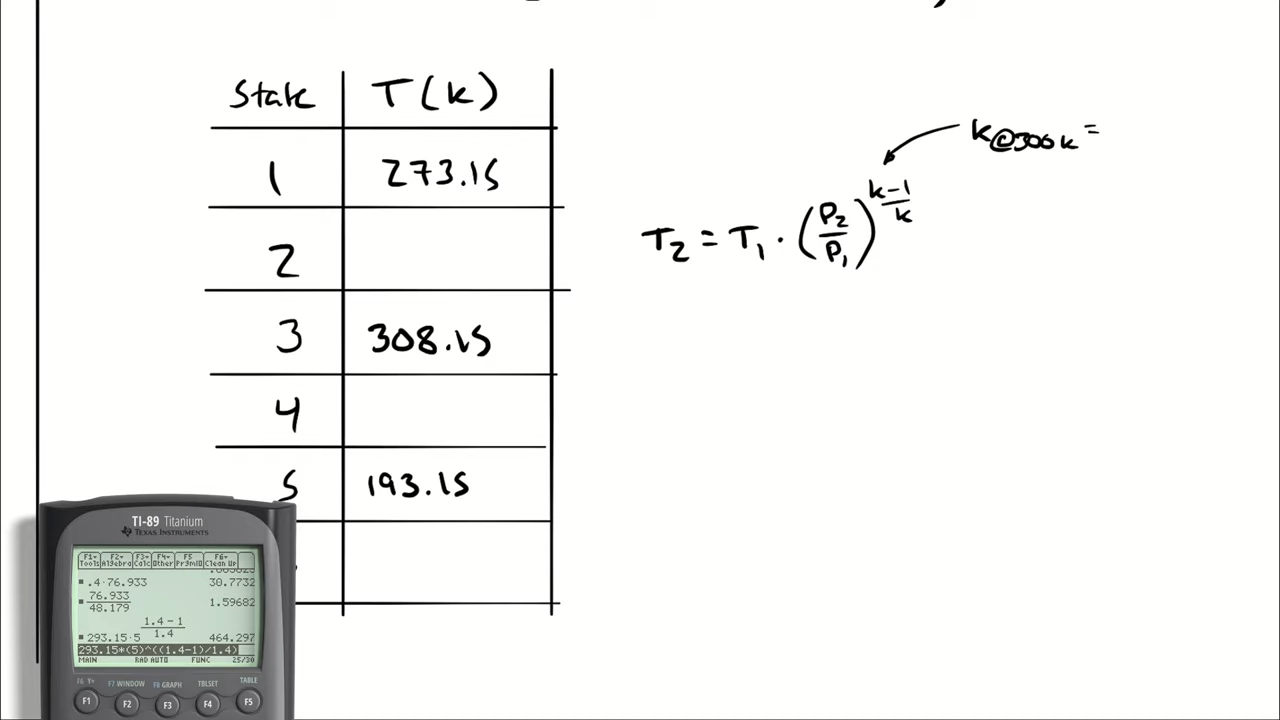 State T(k)
1 273.15
2
3 308.15
4
5 193.15
k@300k =
T2 = T1 · (P2/P1)^(k-1/k)
TI-89 Titanium
TEXAS INSTRUMENTS
F1 F2 F3 F4 F5 F6
Tools Algebra Calc Other PrgmIO Clean Up
.4·76.933 30.7732
76.933/48.179 1.59682
293.15·5^(1.4-1/1.4) 464.297
293.15*(5)^((1.4-1)/1.4)
MAIN RAD AUTO FUNC 25/30
F6 Y= F7 WINDOW F8 GRAPH TBLSET TABLE
F1 F2 F3 F4 F5